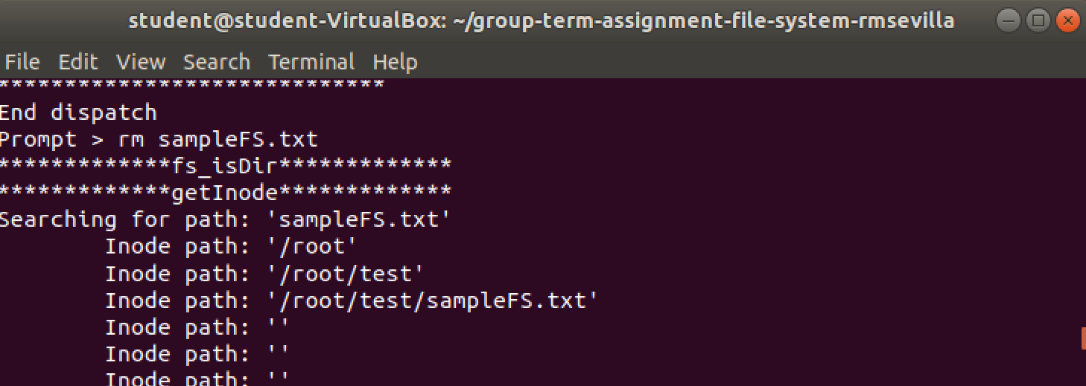 student@student-VirtualBox: ~/group-term-assignment-file-system-rmsevilla
File Edit View Search Terminal Help
*****************************
End dispatch
Prompt > rm sampleFS.txt
*************fs_isDir*************
*************getInode*************
Searching for path: 'sampleFS.txt'
        Inode path: '/root'
        Inode path: '/root/test'
        Inode path: '/root/test/sampleFS.txt'
        Inode path: ''
        Inode path: ''
        Inode path: ''